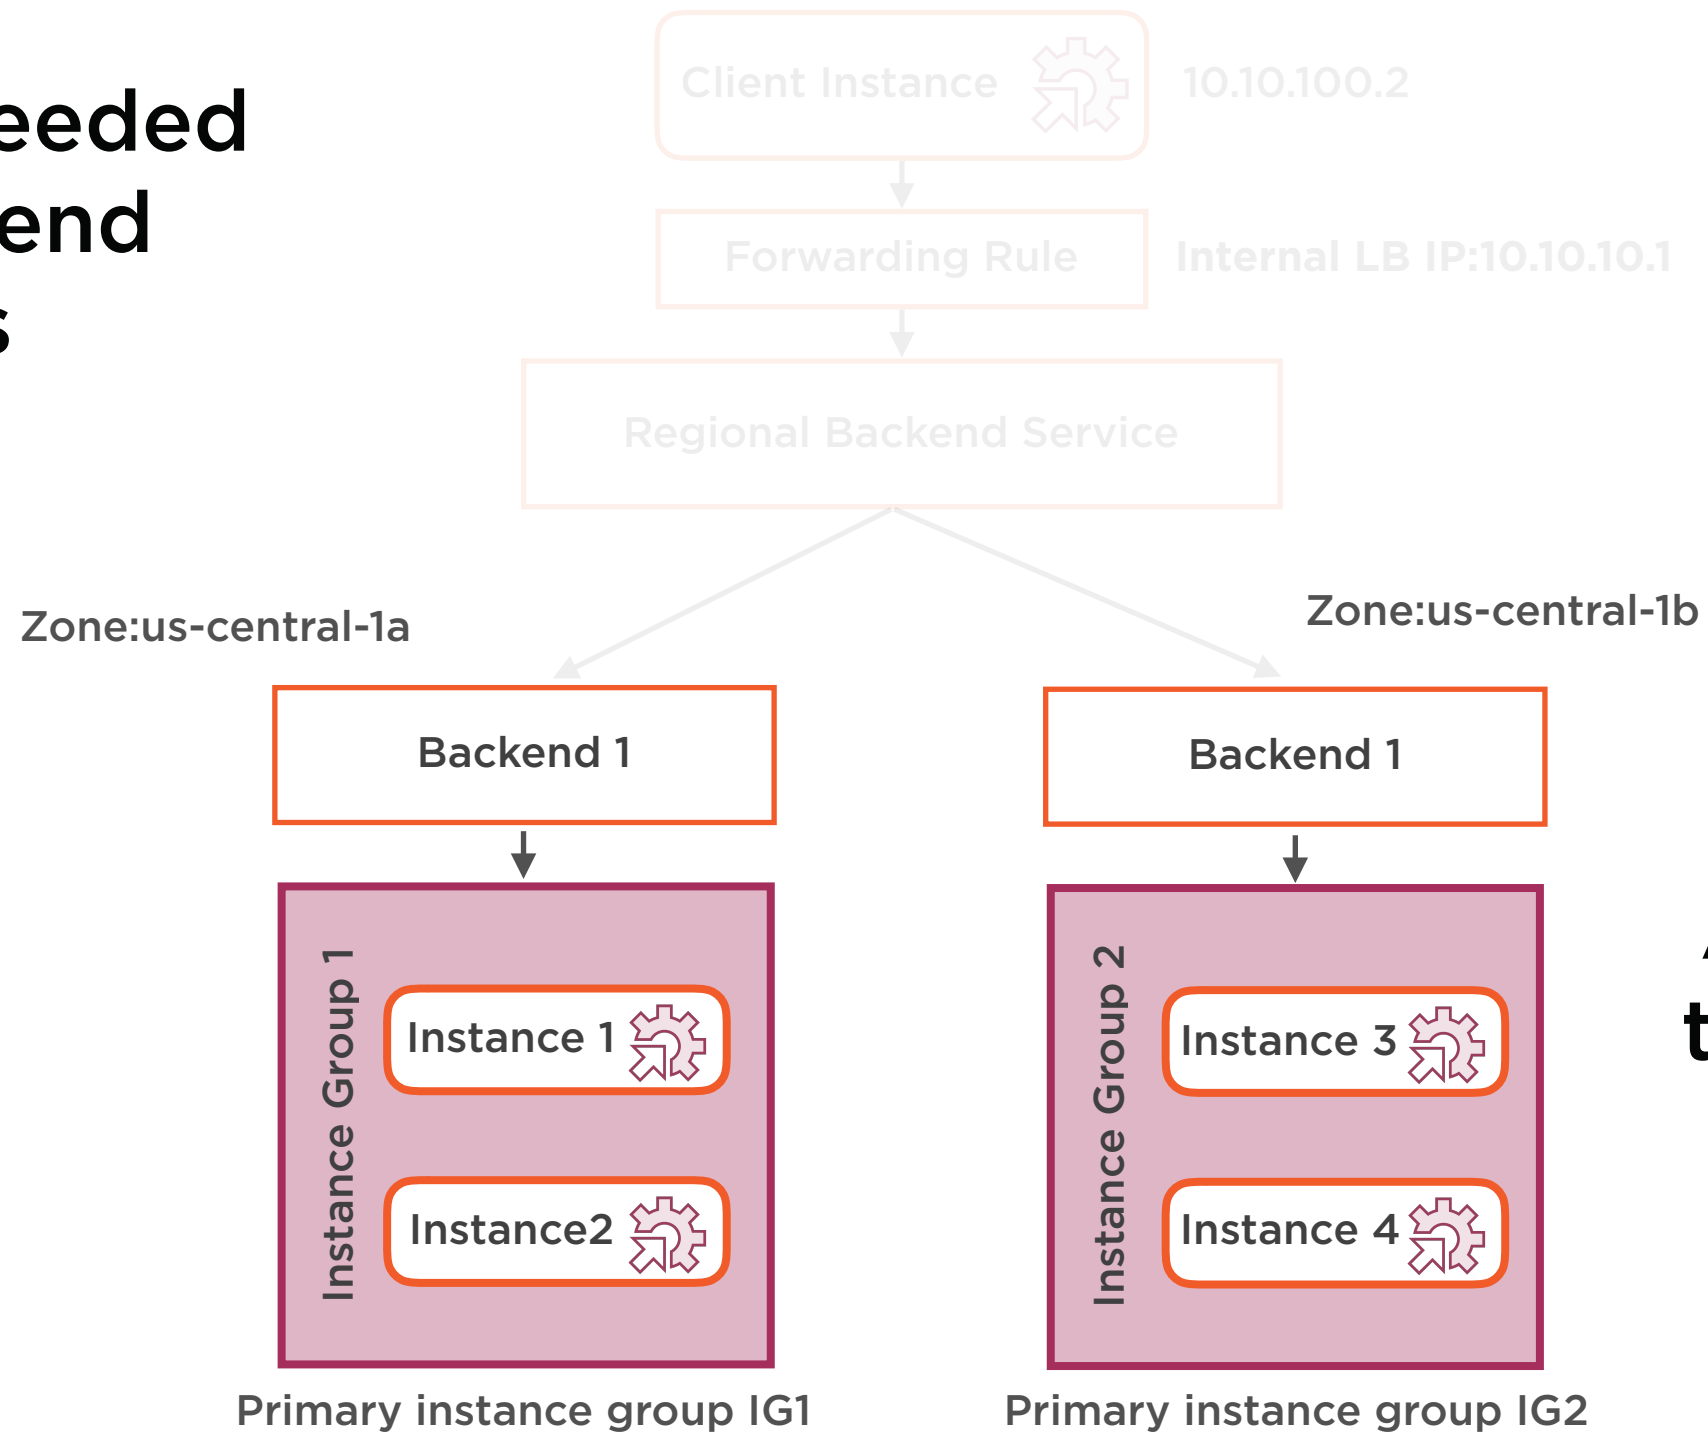 eeded
end
s
Client Instance
10.10.100.2
Forwarding Rule
Internal LB IP:10.10.10.1
Regional Backend Service
Zone:us-central-1a
Zone:us-central-1b
Backend 1
Backend 1
Instance Group 1
Instance 1
Instance2
Instance Group 2
Instance 3
Instance 4
t
Primary instance group IG1
Primary instance group IG2